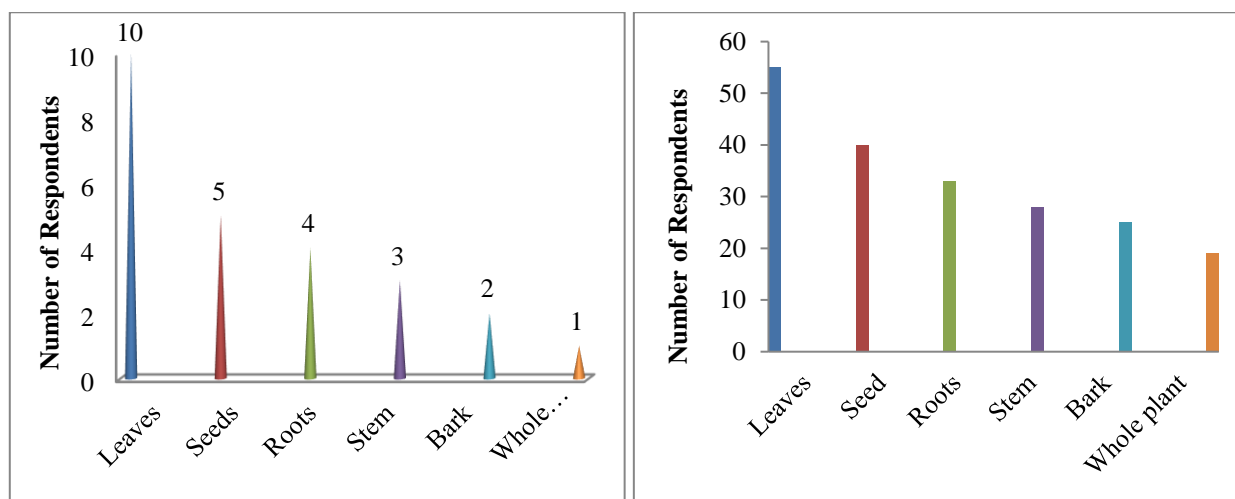 Number of Respondents
10
8
6
4
2
0
10
5
4
3
2
1
Leaves
Seeds
Roots
Stem
Bark
Whole…
Number of Respondents
60
50
40
30
20
10
0
Leaves
Seed
Roots
Stem
Bark
Whole plant